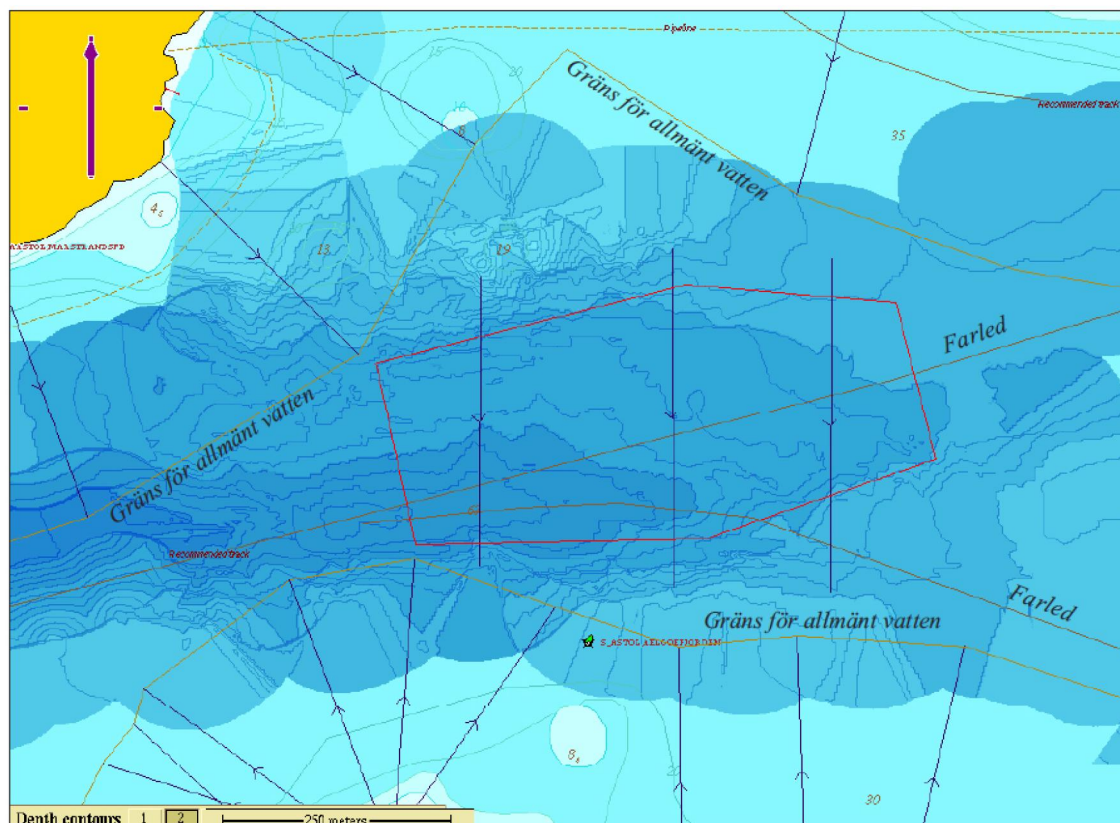 Pipeline
15
20
10
8
Gräns för allmänt vatten
Recommended track
35
4
13
19
Farled
Gräns för allmänt vatten
Recommended track
Farled
Gräns för allmänt vatten
8
20
30
Depth contours 1 2 250 meters